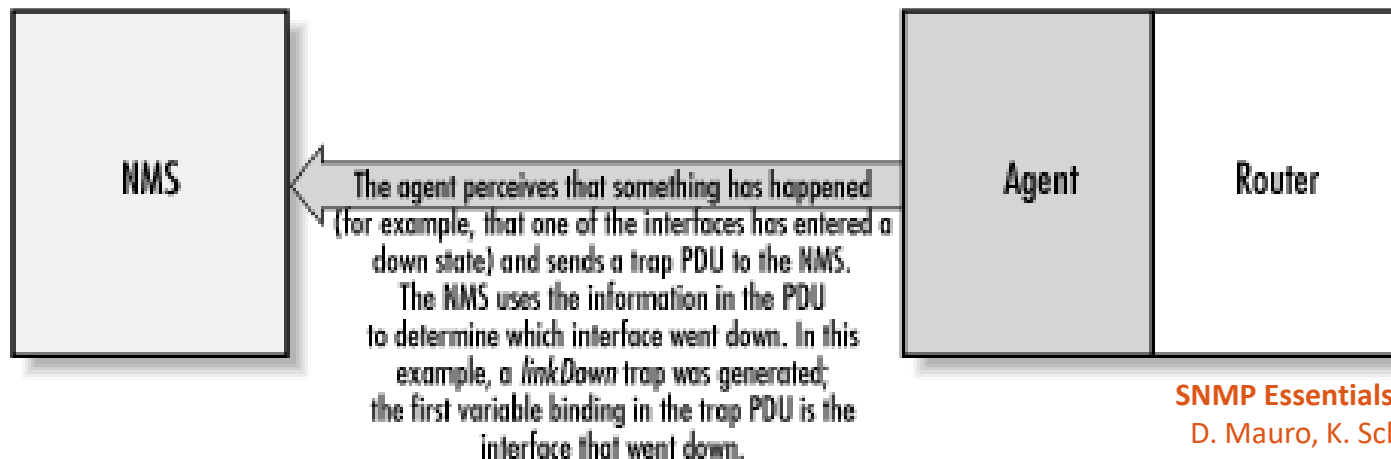 NMS
The agent perceives that something has happened
(for example, that one of the interfaces has entered a
down state) and sends a trap PDU to the NMS.
The NMS uses the information in the PDU
to determine which interface went down. In this
example, a linkDown trap was generated;
the first variable binding in the trap PDU is the
interface that went down.
Agent
Router
SNMP Essentials
D. Mauro, K.